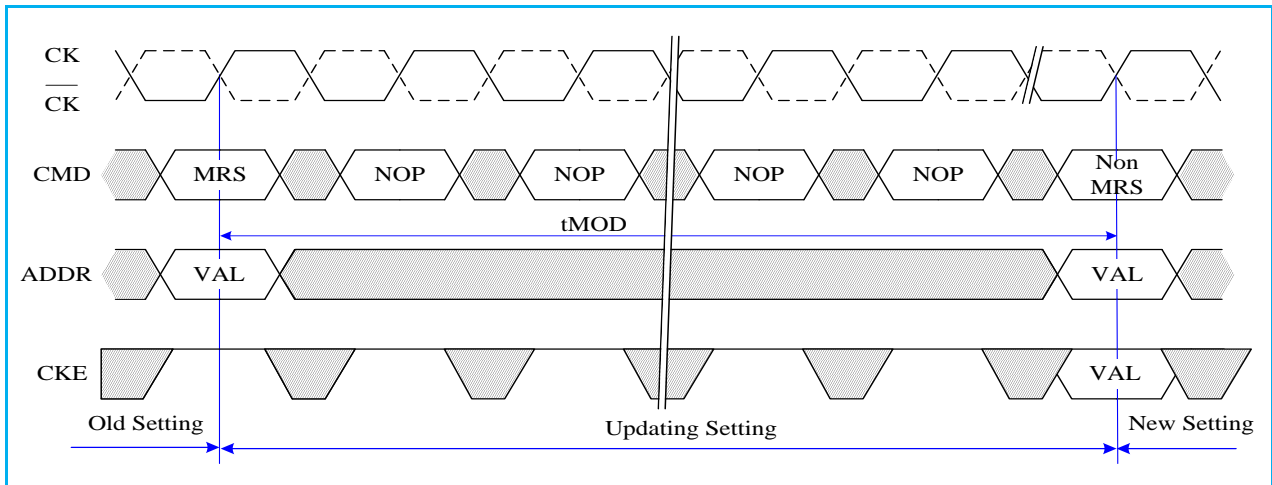 CK
CK
CMD
MRS
NOP
NOP
NOP
NOP
Non
MRS
tMOD
ADDR
VAL
VAL
CKE
VAL
Old Setting
Updating Setting
New Setting